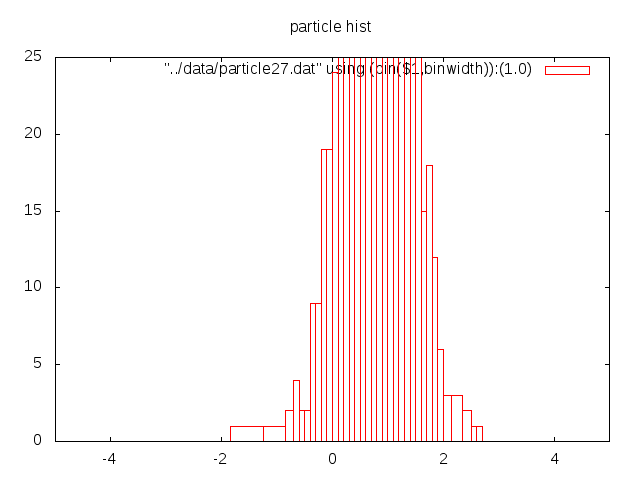 particle hist
"../data/particle27.dat" using (bin($1,binwidth)):(1.0)
25
20
15
10
5
0
-4 -2 0 2 4